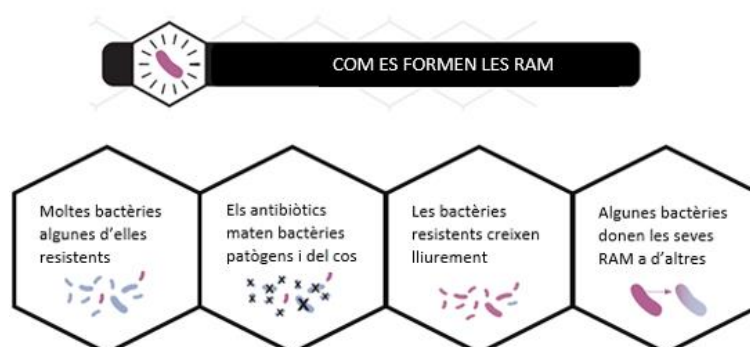 COM ES FORMEN LES RAM
Moltes bactèries
algunes d'elles
resistents
Els antibiòtics
maten bactèries
patògens i del cos
Les bactèries
resistents creixen
lliurement
Algunes bactèries
donen les seves
RAM a d'altres